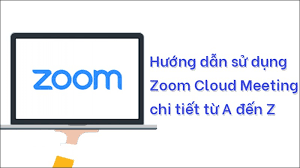 zoom
Hướng dẫn sử dụng
Zoom Cloud Meeting
chi tiết từ A đến Z